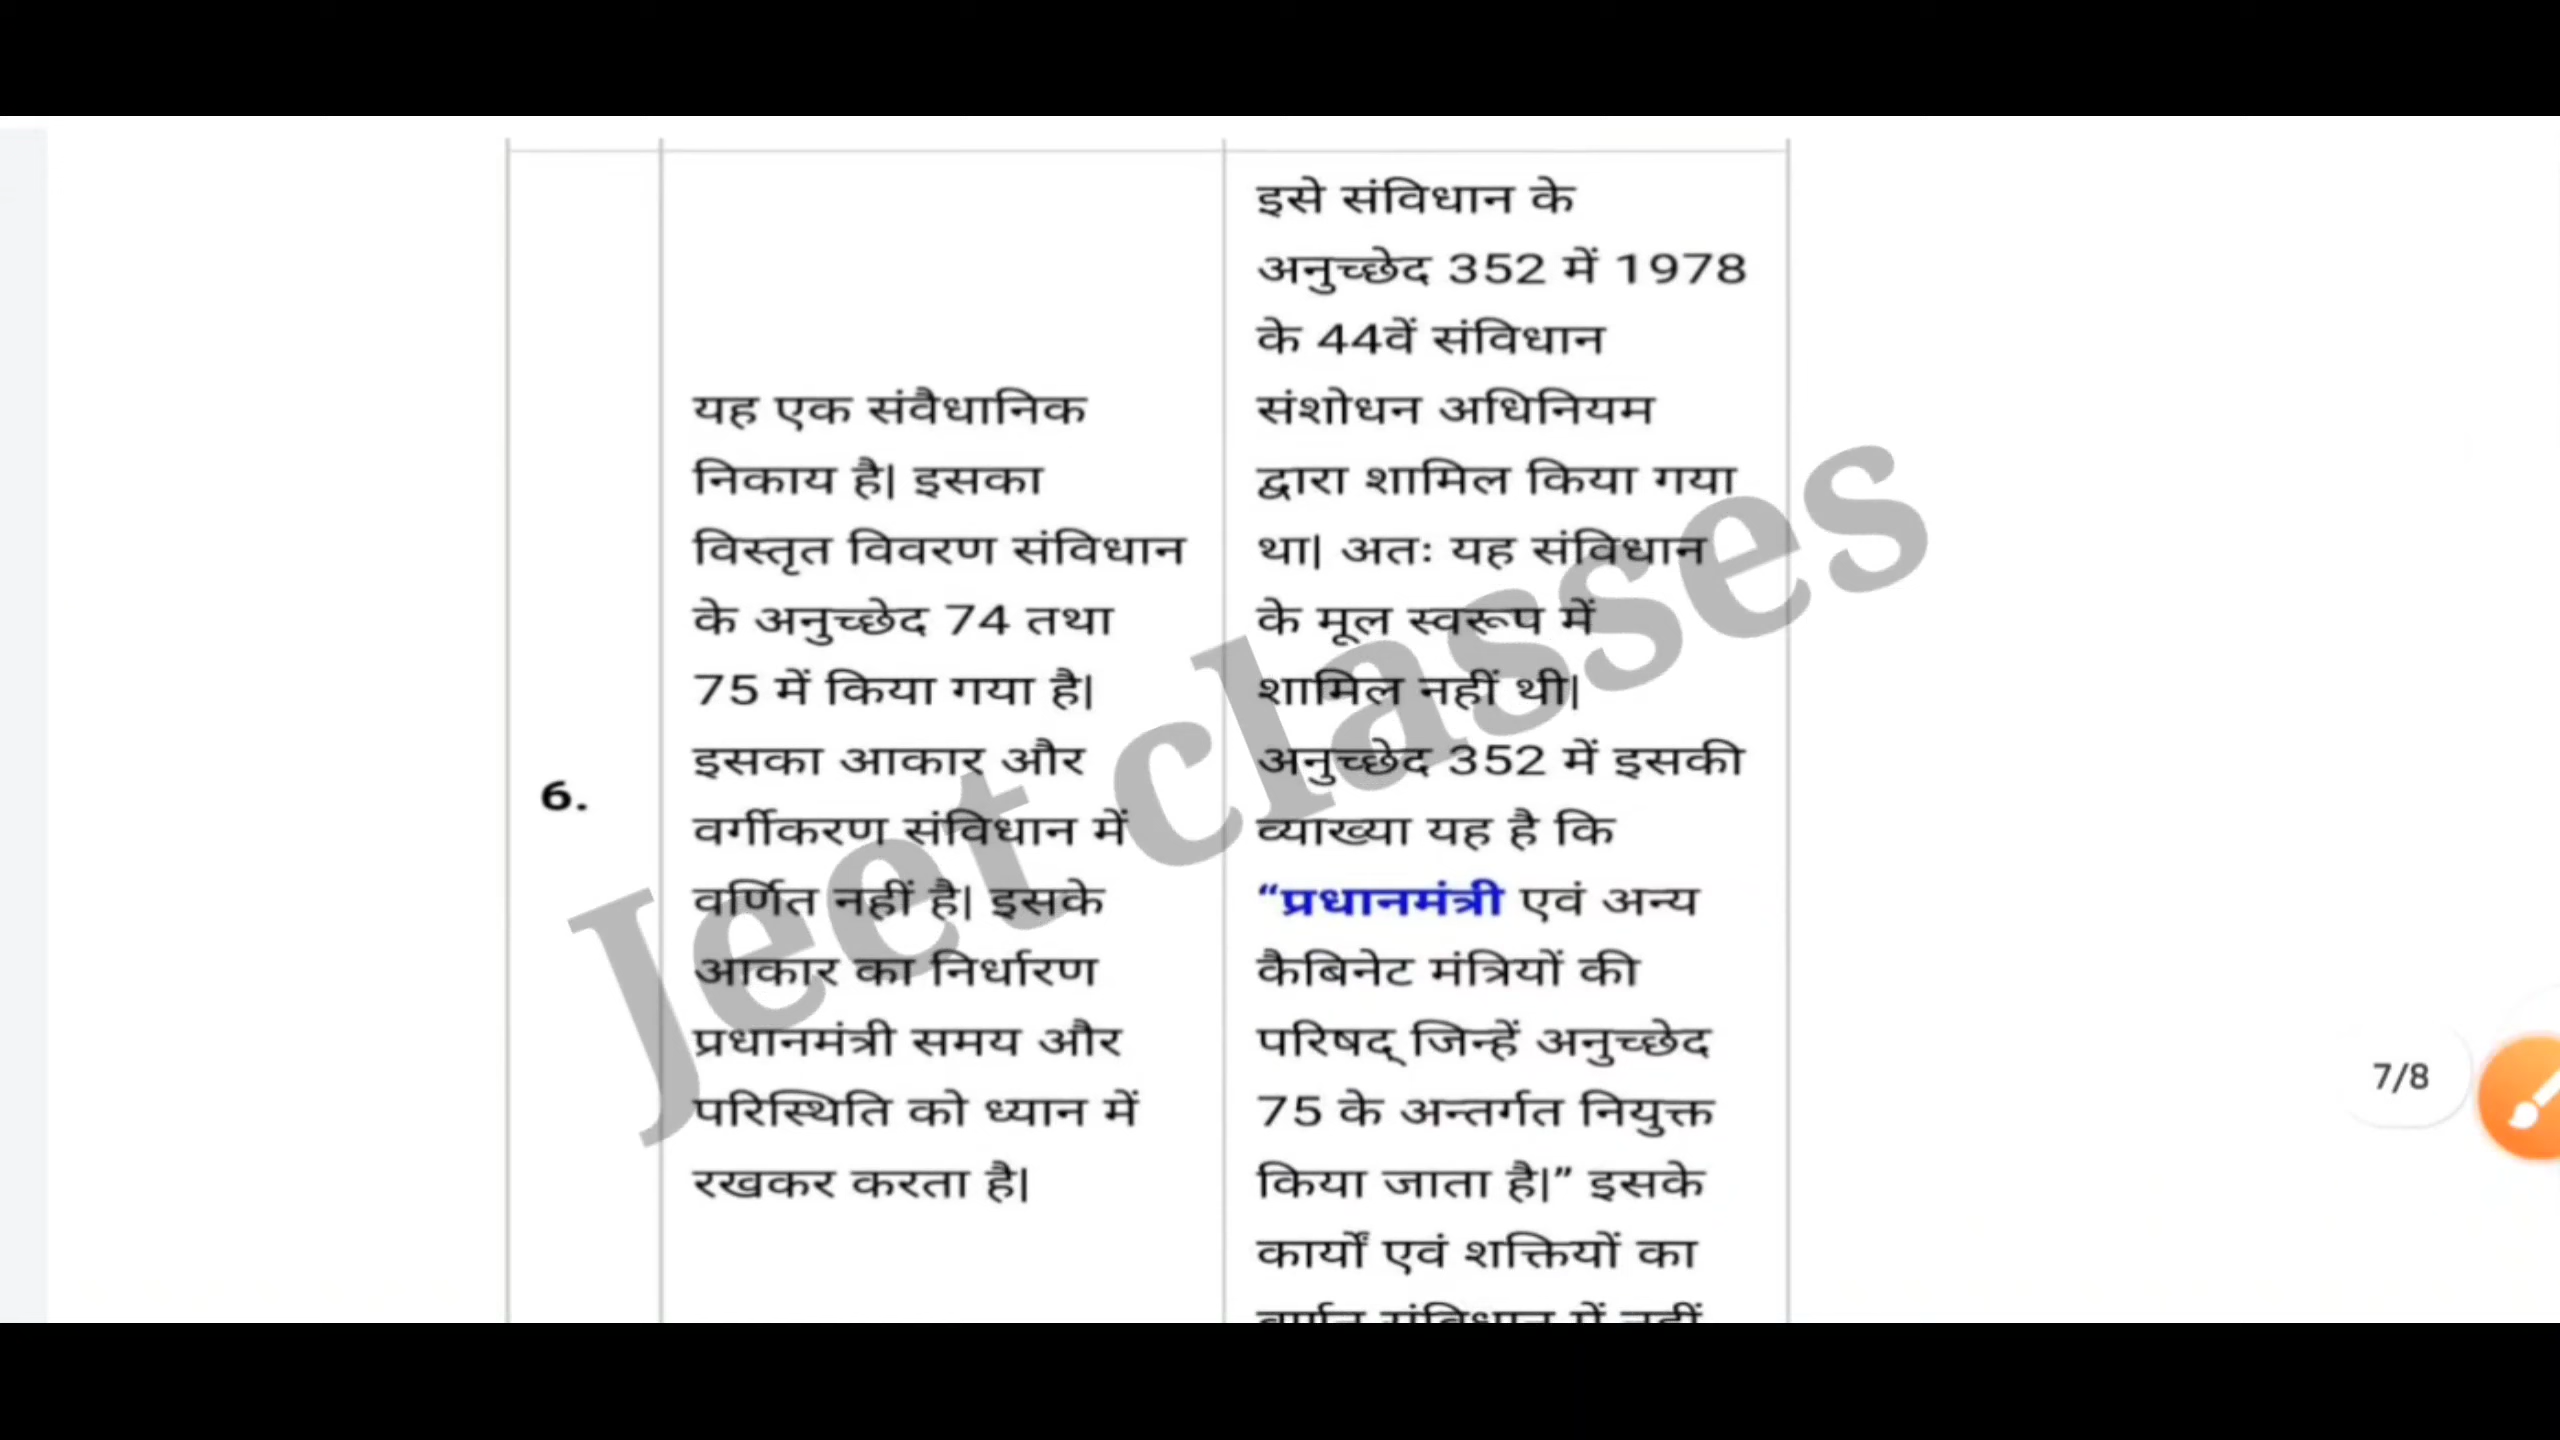 6.
यह एक संवैधानिक
निकाय है| इसका
विस्तृत विवरण संविधान
के अनुच्छेद 74 तथा
75 में किया गया है|
इसका आकार और
वर्गीकरण संविधान में
वर्णित नहीं है| इसके
आकार का निर्धारण
प्रधानमंत्री समय और
परिस्थिति को ध्यान में
रखकर करता है|
इसे संविधान के
अनुच्छेद 352 में 1978
के 44वें संविधान
संशोधन अधिनियम
द्वारा शामिल किया गया
था| अतः यह संविधान
के मूल स्वरूप में
शामिल नहीं थी|
अनुच्छेद 352 में इसकी
व्याख्या यह है कि
“प्रधानमंत्री एवं अन्य
कैबिनेट मंत्रियों की
परिषद् जिन्हें अनुच्छेद
75 के अन्तर्गत नियुक्त
किया जाता है|” इसके
कार्यों एवं शक्तियों का
वर्णन संविधान में नहीं
Jeet classes
7/8